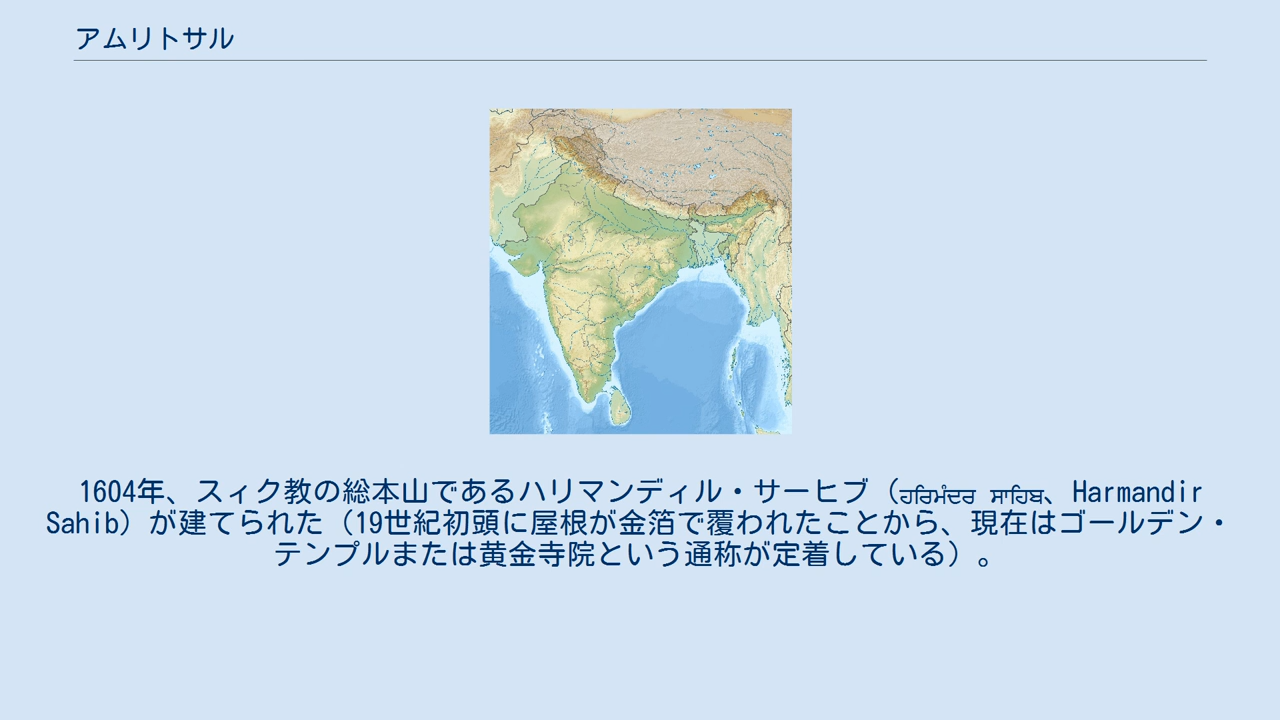 アムリトサル
1604年、スィク教の総本山であるハリマンディル・サーヒブ（ਹਰਿਮੰਦਰ ਸਾਹਿਬ、Harmandir
Sahib）が建てられた（19世紀初頭に屋根が金箔で覆われたことから、現在はゴールデン・
テンプルまたは黄金寺院という通称が定着している）。